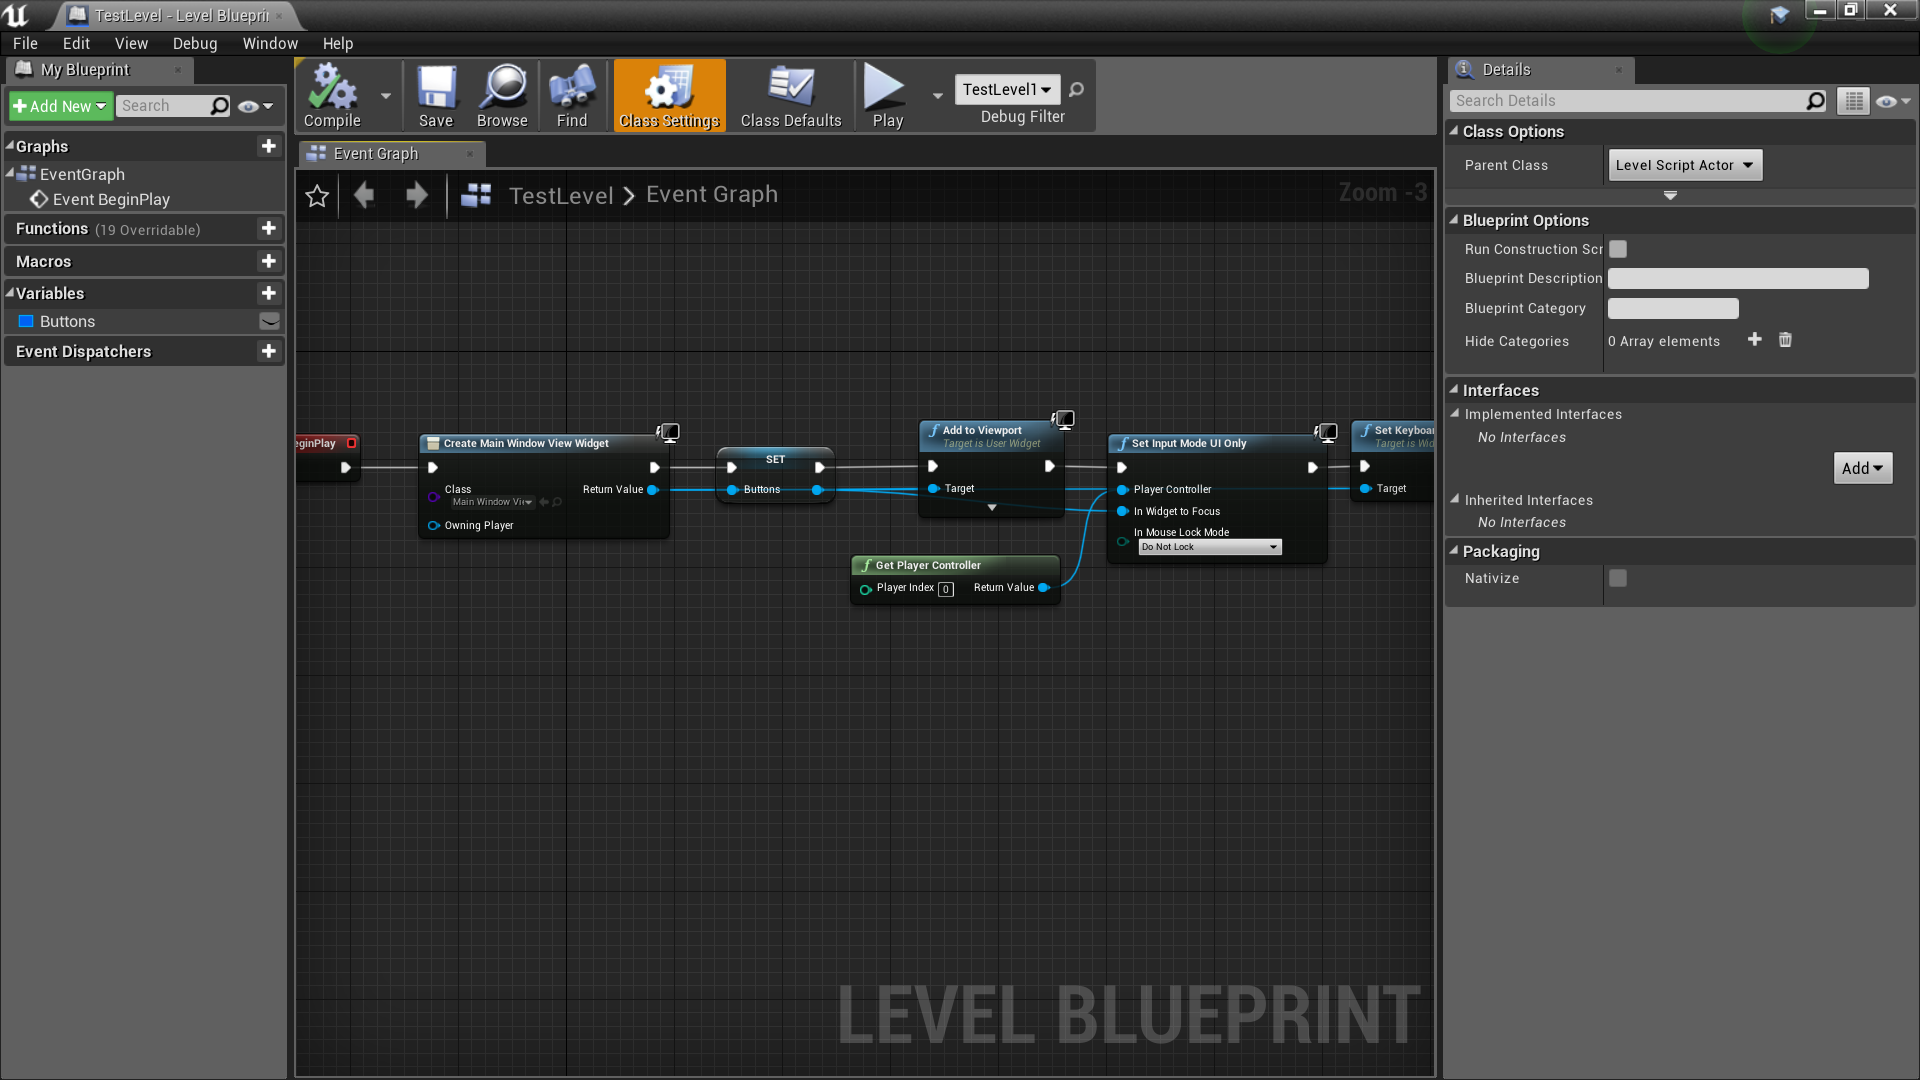 TestLevel - Level Blueprin
File Edit View Debug Window Help
My Blueprint
Add New
Search
Graphs
EventGraph
Event BeginPlay
Functions (19 Overridable)
Macros
Variables
Buttons
Event Dispatchers
Compile
Save
Browse
Find
Class Settings
Class Defaults
Play
TestLevel1
Debug Filter
Event Graph
TestLevel > Event Graph
Zoom -3
eginPlay
Create Main Window View Widget
Class
Main Window Vi
Return Value
Owning Player
SET
Buttons
Add to Viewport
Target is User Widget
Target
Get Player Controller
Player Index 0
Return Value
Set Input Mode UI Only
Player Controller
In Widget to Focus
In Mouse Lock Mode
Do Not Lock
Set Keyboar
Target is Wid
Target
LEVEL BLUEPRINT
Details
Search Details
Class Options
Parent Class
Level Script Actor
Blueprint Options
Run Construction Scr
Blueprint Description
Blueprint Category
Hide Categories
0 Array elements
Interfaces
Implemented Interfaces
No Interfaces
Add
Inherited Interfaces
No Interfaces
Packaging
Nativize